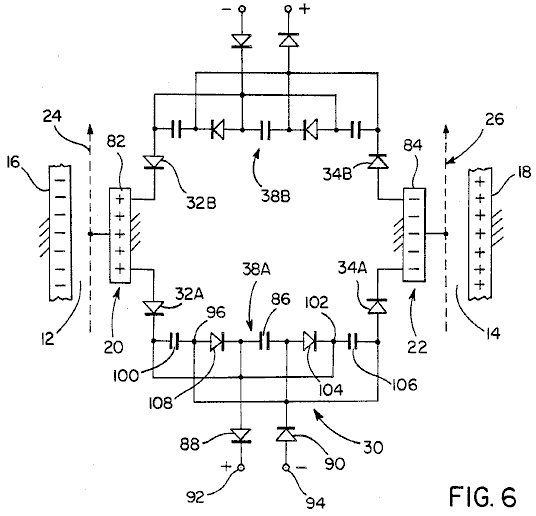 - +
24 82 84 26
16 18
32B 38B 34B
− + − +
− + − +
− + − +
− + − +
− + − +
− +
− +
12 20 32A 38A 86 102 34A 22 14
96
100 108 104 106
88 90 30
+ −
92 94
FIG. 6